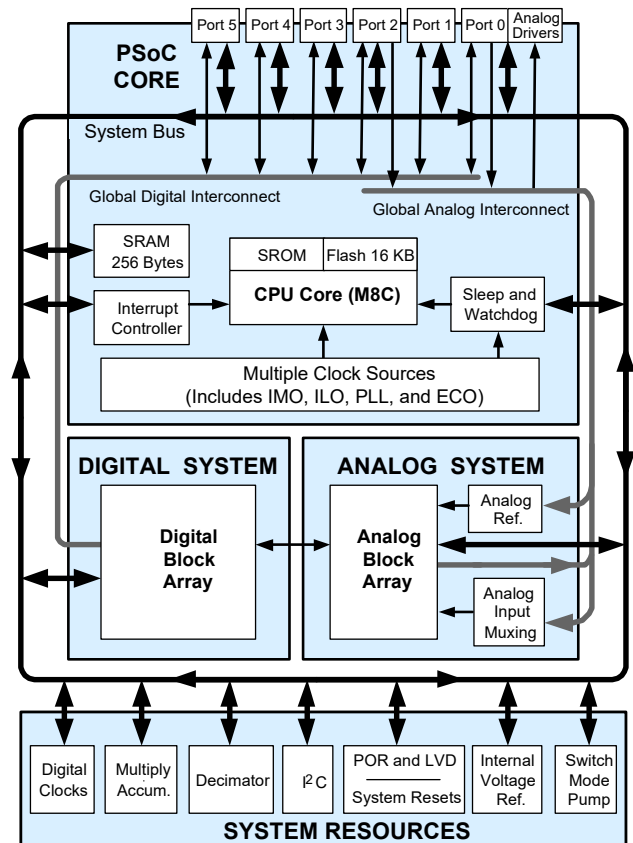 Port 5 Port 4 Port 3 Port 2 Port 1 Port 0 Analog
Drivers
PSoC
CORE
System Bus
Global Digital Interconnect
Global Analog Interconnect
SRAM
256 Bytes
SROM Flash 16 KB
CPU Core (M8C)
Interrupt
Controller
Sleep and
Watchdog
Multiple Clock Sources
(Includes IMO, ILO, PLL, and ECO)
DIGITAL SYSTEM
Digital
Block
Array
ANALOG SYSTEM
Analog
Block
Array
Analog
Ref.
Analog
Input
Muxing
Digital
Clocks
Multiply
Accum.
Decimator
I²C
POR and LVD
System Resets
Internal
Voltage
Ref.
Switch
Mode
Pump
SYSTEM RESOURCES